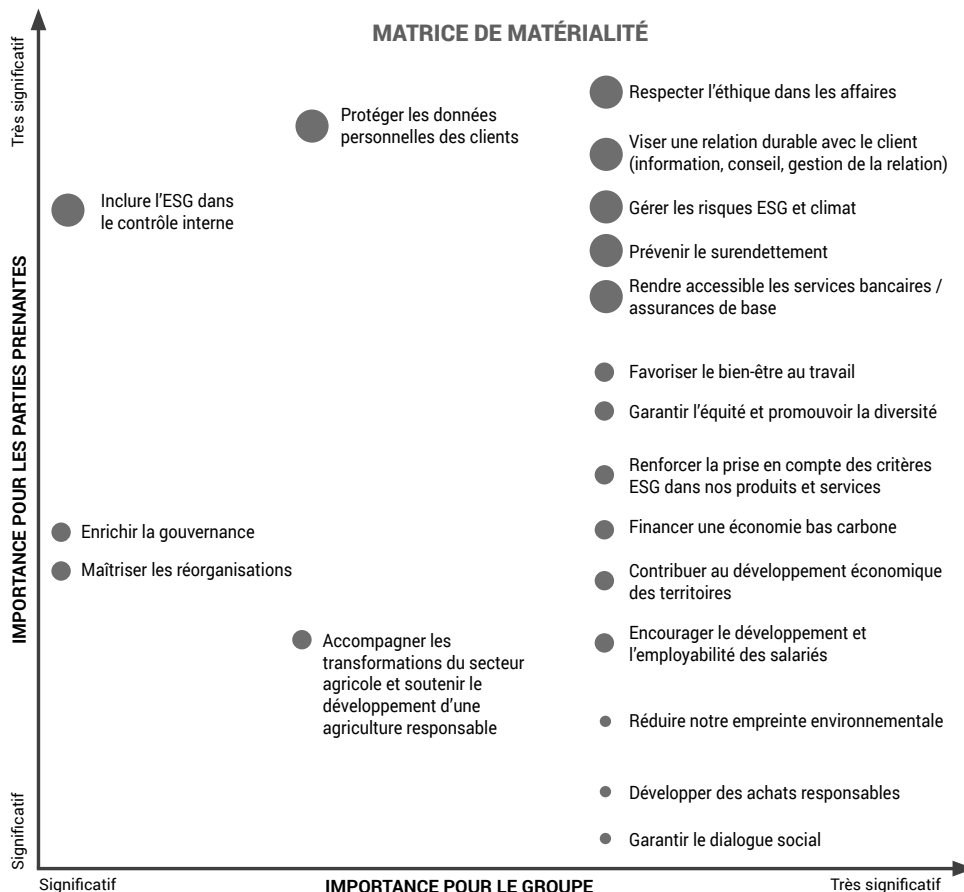 MATRICE DE MATÉRIALITÉ
Très significatif
IMPORTANCE POUR LES PARTIES PRENANTES
Significatif
Respecter l'éthique dans les affaires
Protéger les données
personnelles des clients
Viser une relation durable avec le client
(information, conseil, gestion de la relation)
Inclure l'ESG dans
le contrôle interne
Gérer les risques ESG et climat
Prévenir le surendettement
Rendre accessible les services bancaires /
assurances de base
Favoriser le bien-être au travail
Garantir l'équité et promouvoir la diversité
Renforcer la prise en compte des critères
ESG dans nos produits et services
Enrichir la gouvernance
Financer une économie bas carbone
Maîtriser les réorganisations
Contribuer au développement économique
des territoires
Accompagner les
transformations du secteur
agricole et soutenir le
développement d'une
agriculture responsable
Encourager le développement et
l'employabilité des salariés
Réduire notre empreinte environnementale
Développer des achats responsables
Garantir le dialogue social
Significatif
IMPORTANCE POUR LE GROUPE
Très significatif